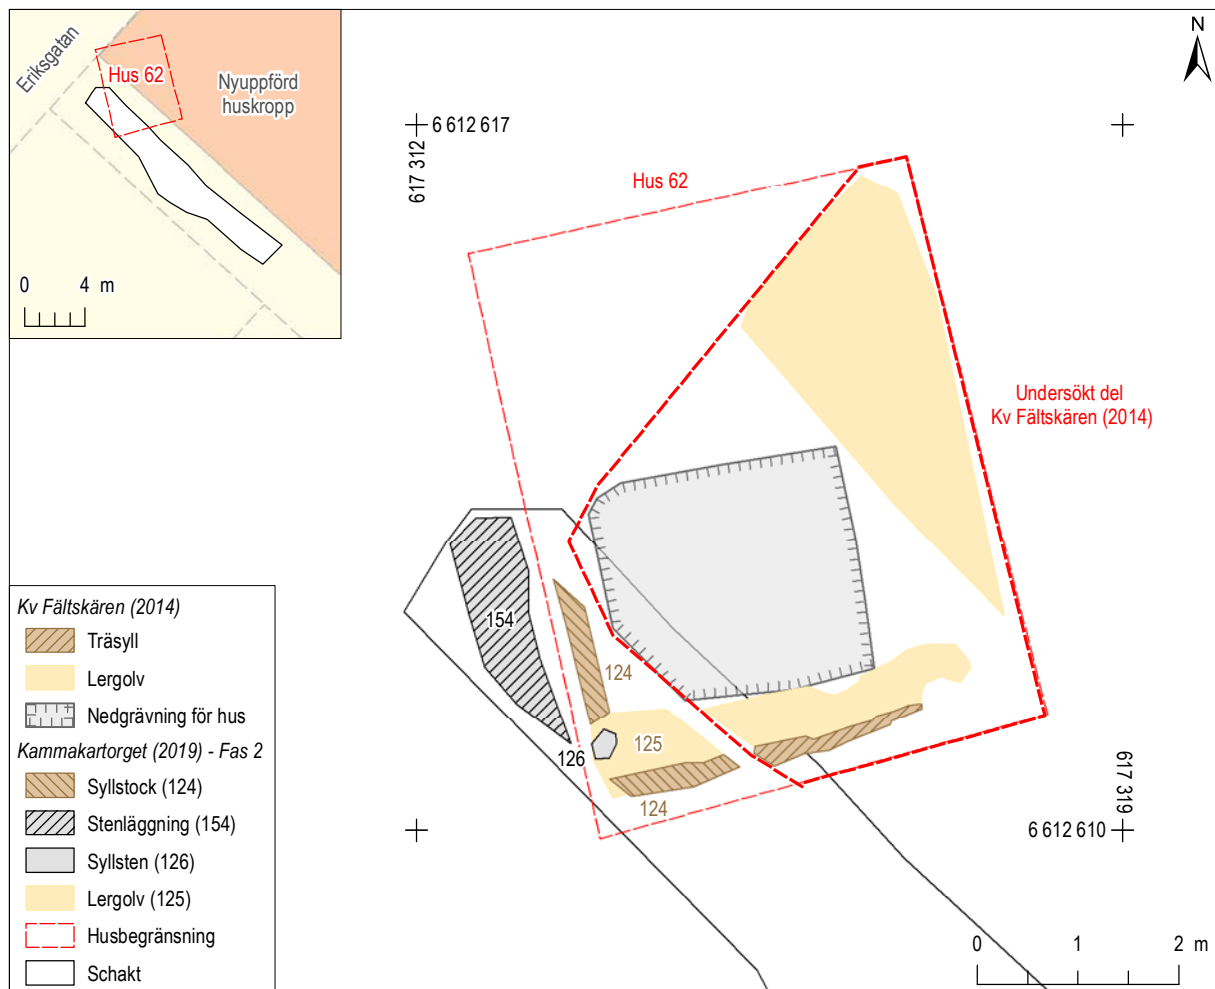 Eriksgatan
Hus 62
Nyuppförd
huskropp
0 4 m
N
6 612 617
617 312
Hus 62
Undersökt del
Kv Fältskären (2014)
154
124
125
126
124
617 319
6 612 610
0 1 2 m
Kv Fältskären (2014)
Träsyll
Lergolv
Nedgrävning för hus
Kammakartorget (2019) - Fas 2
Syllstock (124)
Stenläggning (154)
Syllsten (126)
Lergolv (125)
Husbegränsning
Schakt